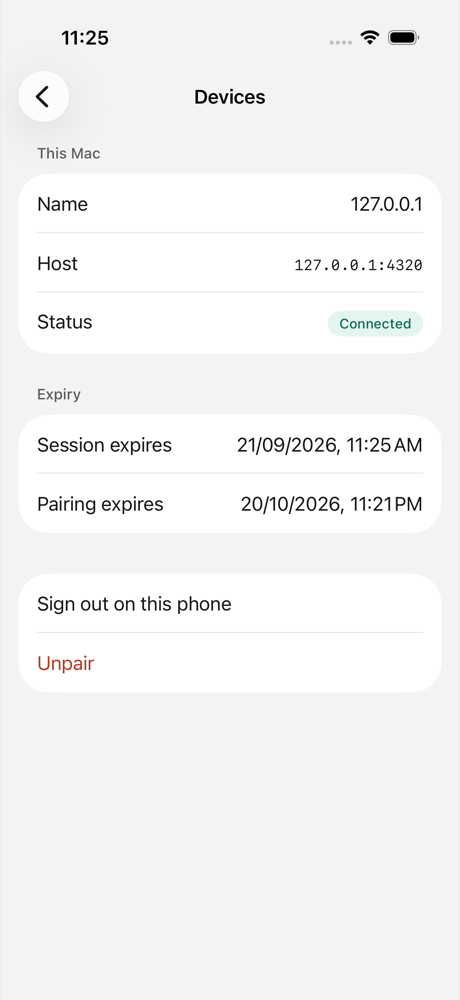 11:25
Devices
This Mac
Name 127.0.0.1
Host 127.0.0.1:4320
Status Connected
Expiry
Session expires 21/09/2026, 11:25 AM
Pairing expires 20/10/2026, 11:21 PM
Sign out on this phone
Unpair